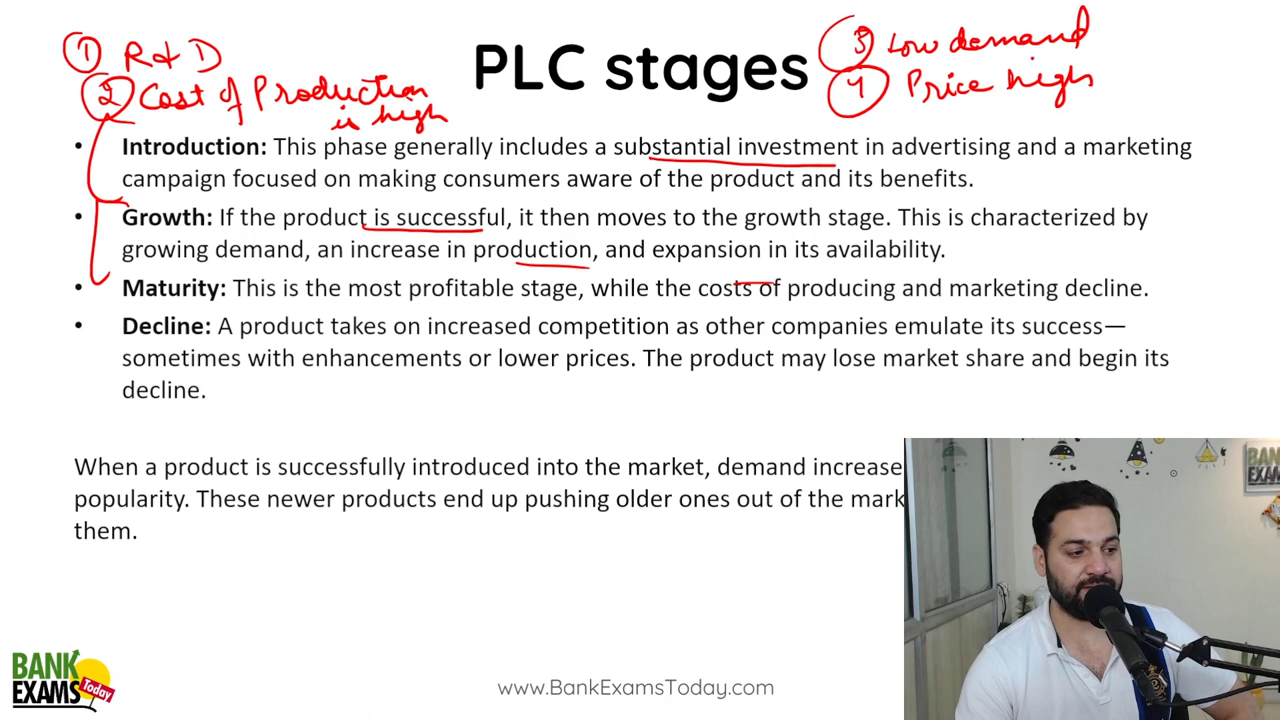 ① R & D
② Cost of Production
is high
PLC stages
③ Low demand
④ Price high
• Introduction: This phase generally includes a substantial investment in advertising and a marketing
campaign focused on making consumers aware of the product and its benefits.
• Growth: If the product is successful, it then moves to the growth stage. This is characterized by
growing demand, an increase in production, and expansion in its availability.
• Maturity: This is the most profitable stage, while the costs of producing and marketing decline.
• Decline: A product takes on increased competition as other companies emulate its success—
sometimes with enhancements or lower prices. The product may lose market share and begin its
decline.
When a product is successfully introduced into the market, demand increase
popularity. These newer products end up pushing older ones out of the mark
them.
BANK
EXAMS
Today
www.BankExamsToday.com
BANK
EXA